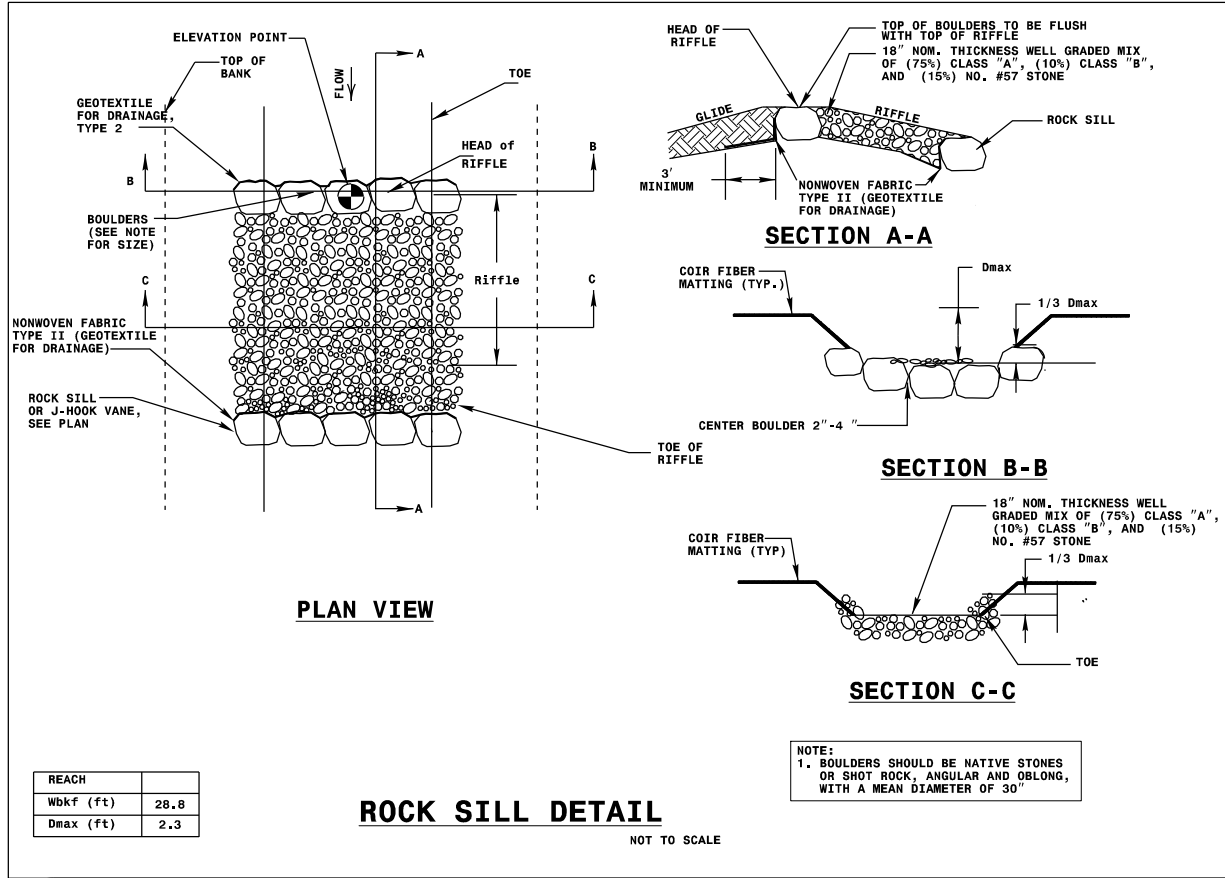 ELEVATION POINT
TOP OF
BANK
GEOTEXTILE
FOR DRAINAGE,
TYPE 2
FLOW
A
TOE
B
B
HEAD of
RIFFLE
BOULDERS
(SEE NOTE
FOR SIZE)
Riffle
C
C
NONWOVEN FABRIC
TYPE II (GEOTEXTILE
FOR DRAINAGE)
ROCK SILL
OR J-HOOK VANE,
SEE PLAN
TOE OF
RIFFLE
A
PLAN VIEW
HEAD OF
RIFFLE
TOP OF BOULDERS TO BE FLUSH
WITH TOP OF RIFFLE
18" NOM. THICKNESS WELL GRADED MIX
OF (75%) CLASS "A", (10%) CLASS "B",
AND (15%) NO. #57 STONE
GLIDE
RIFFLE
ROCK SILL
3'
MINIMUM
NONWOVEN FABRIC
TYPE II (GEOTEXTILE
FOR DRAINAGE)
SECTION A-A
COIR FIBER
MATTING (TYP.)
Dmax
1/3 Dmax
CENTER BOULDER 2"-4 "
SECTION B-B
18" NOM. THICKNESS WELL
GRADED MIX OF (75%) CLASS "A",
(10%) CLASS "B", AND (15%)
NO. #57 STONE
COIR FIBER
MATTING (TYP)
1/3 Dmax
TOE
SECTION C-C
NOTE:
1. BOULDERS SHOULD BE NATIVE STONES
OR SHOT ROCK, ANGULAR AND OBLONG,
WITH A MEAN DIAMETER OF 30"
REACH
Wbkf (ft) 28.8
Dmax (ft) 2.3
ROCK SILL DETAIL
NOT TO SCALE